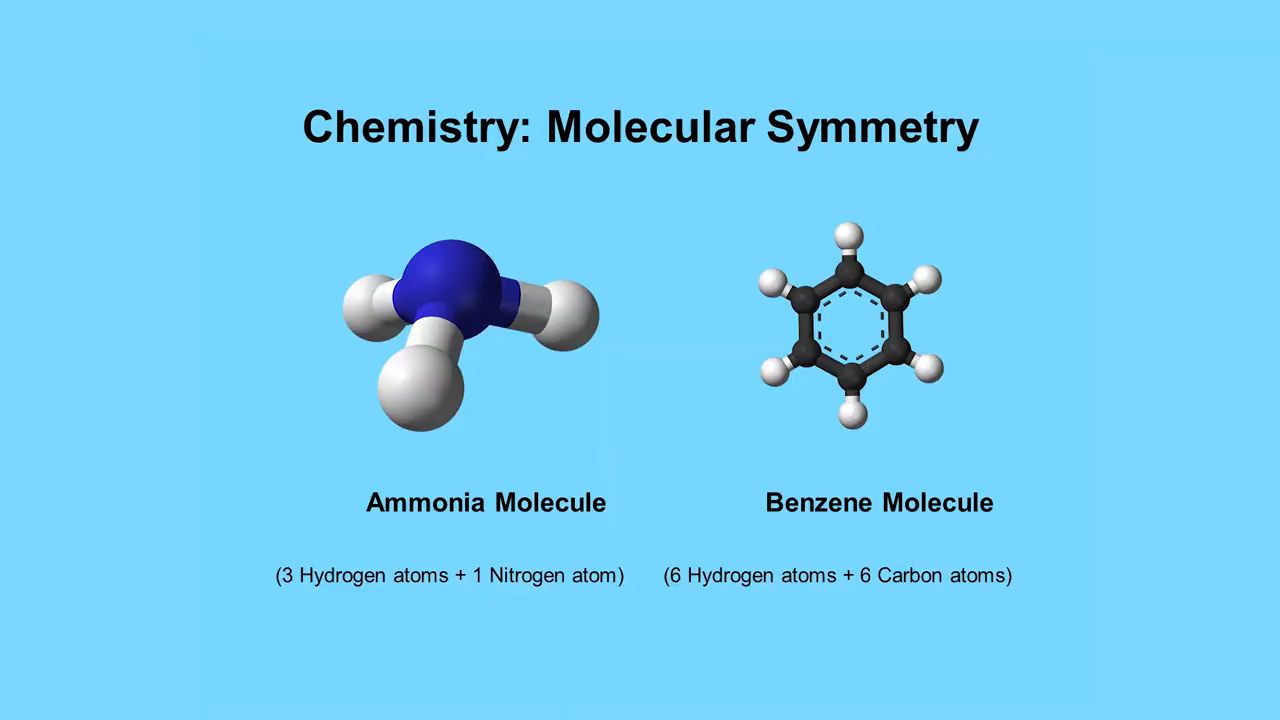 Chemistry: Molecular Symmetry
Ammonia Molecule
Benzene Molecule
(3 Hydrogen atoms + 1 Nitrogen atom)
(6 Hydrogen atoms + 6 Carbon atoms)